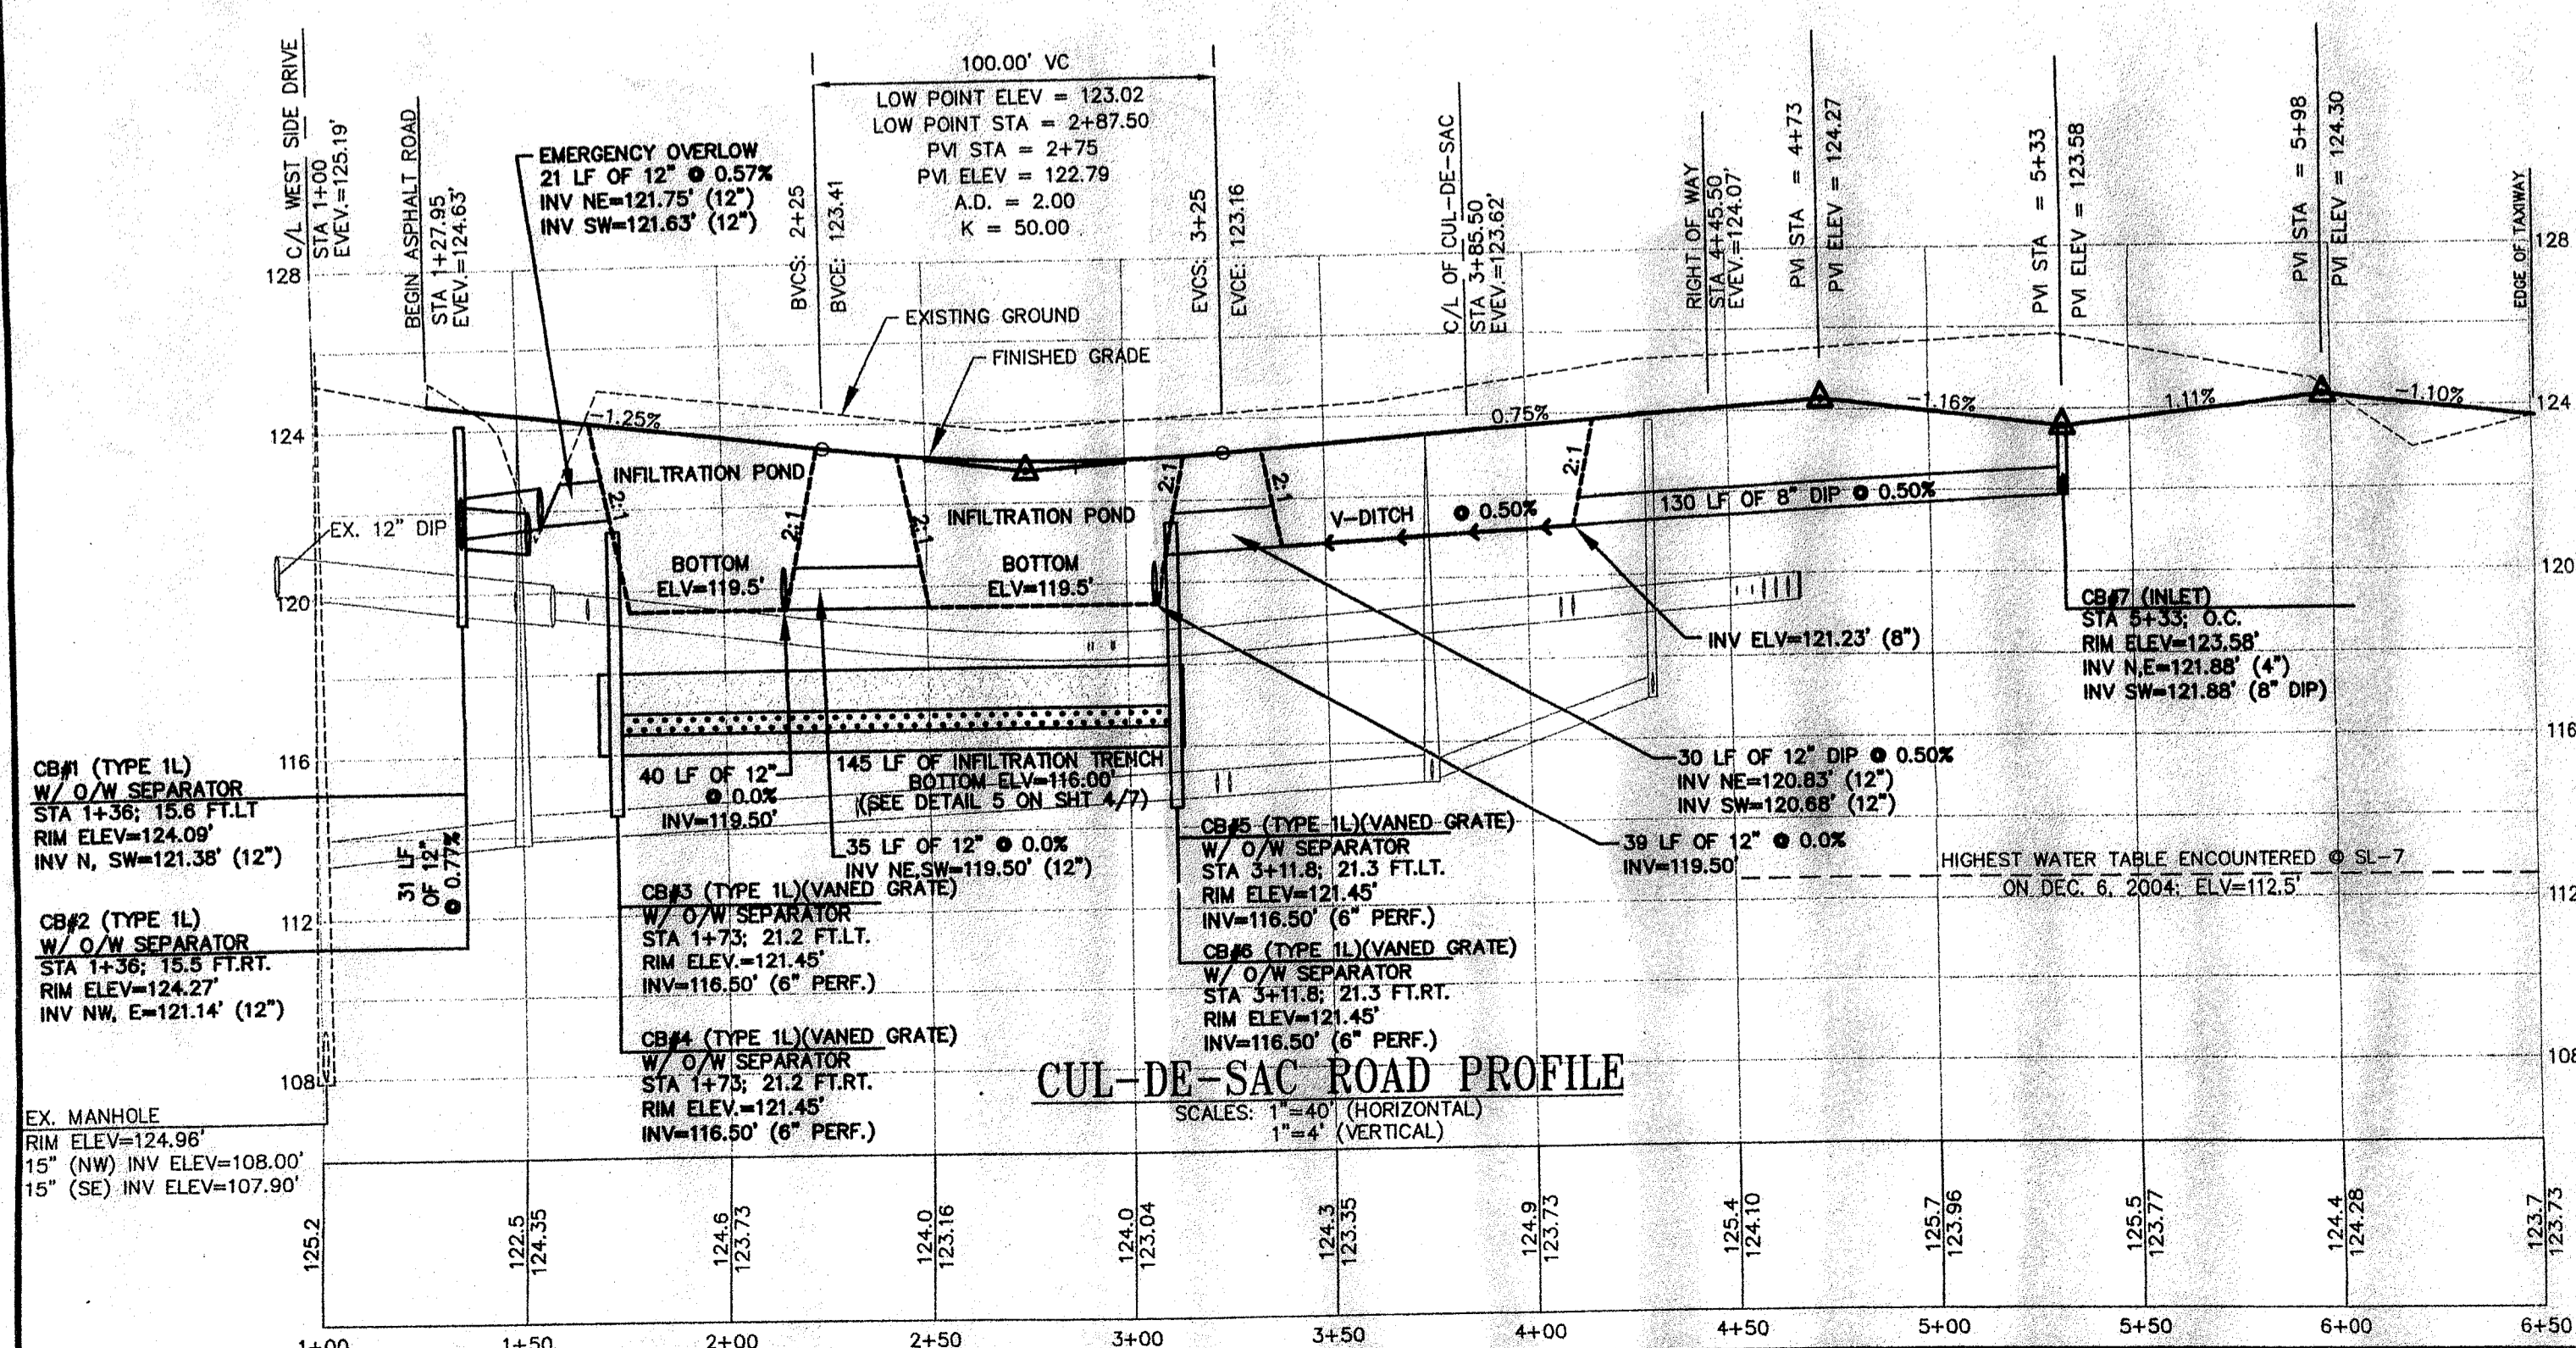 C/L WEST SIDE DRIVE
STA 1+00
EVEV.=125.19'
BEGIN ASPHALT ROAD
STA 1+27.95
EVEV.=124.63'
EMERGENCY OVERLOW
21 LF OF 12" @ 0.57%
INV NE=121.75' (12")
INV SW=121.63' (12")
100.00' VC
LOW POINT ELEV = 123.02
LOW POINT STA = 2+87.50
PVI STA = 2+75
PVI ELEV = 122.79
A.D. = 2.00
K = 50.00
BVCS: 2+25
BVCE: 123.41
EVCS: 3+25
EVCE: 123.16
C/L OF CUL-DE-SAC
STA 3+85.50
EVEV.=123.62'
RIGHT OF WAY
STA 4+45.50
EVEV.=124.07'
PVI STA = 4+73
PVI ELEV = 124.27
PVI STA = 5+33
PVI ELEV = 123.58
PVI STA = 5+98
PVI ELEV = 124.30
EDGE OF TAXIWAY
128
128
EXISTING GROUND
FINISHED GRADE
124
-1.25%
0.75%
-1.16%
1.11%
-1.10%
124
INFILTRATION POND
2:1
2:1
2:1
INFILTRATION POND
2:1
2:1
2:1
V-DITCH @ 0.50%
130 LF OF 8" DIP @ 0.50%
EX. 12" DIP
BOTTOM
ELV=119.5'
BOTTOM
ELV=119.5'
120
120
INV ELV=121.23' (8")
CB#7 (INLET)
STA 5+33; O.C.
RIM ELEV=123.58'
INV N,E=121.88' (4")
INV SW=121.88' (8" DIP)
116
116
CB#1 (TYPE 1L)
W/ O/W SEPARATOR
STA 1+36; 15.6 FT.LT
RIM ELEV=124.09'
INV N, SW=121.38' (12")
31 LF
OF 12"
@ 0.77%
40 LF OF 12"
@ 0.0%
INV=119.50'
145 LF OF INFILTRATION TRENCH
BOTTOM ELV=116.00'
(SEE DETAIL 5 ON SHT 4/7)
35 LF OF 12" @ 0.0%
INV NE,SW=119.50' (12")
30 LF OF 12" DIP @ 0.50%
INV NE=120.83' (12")
INV SW=120.68' (12")
39 LF OF 12" @ 0.0%
INV=119.50'
HIGHEST WATER TABLE ENCOUNTERED @ SL-7
ON DEC. 6, 2004; ELV=112.5'
112
112
CB#2 (TYPE 1L)
W/ O/W SEPARATOR
STA 1+36; 15.5 FT.RT.
RIM ELEV=124.27'
INV NW, E=121.14' (12")
CB#3 (TYPE 1L)(VANED GRATE)
W/ O/W SEPARATOR
STA 1+73; 21.2 FT.LT.
RIM ELEV.=121.45'
INV=116.50' (6" PERF.)
CB#4 (TYPE 1L)(VANED GRATE)
W/ O/W SEPARATOR
STA 1+73; 21.2 FT.RT.
RIM ELEV.=121.45'
INV=116.50' (6" PERF.)
CB#5 (TYPE 1L)(VANED GRATE)
W/ O/W SEPARATOR
STA 3+11.8; 21.3 FT.LT.
RIM ELEV=121.45'
INV=116.50' (6" PERF.)
CB#6 (TYPE 1L)(VANED GRATE)
W/ O/W SEPARATOR
STA 3+11.8; 21.3 FT.RT.
RIM ELEV=121.45'
INV=116.50' (6" PERF.)
108
108
EX. MANHOLE
RIM ELEV=124.96'
15" (NW) INV ELEV=108.00'
15" (SE) INV ELEV=107.90'
CUL-DE-SAC ROAD PROFILE
SCALES: 1"=40' (HORIZONTAL)
1"=4' (VERTICAL)
125.2
122.5
124.35
124.6
123.73
124.0
123.16
124.0
123.04
124.3
123.35
124.9
123.73
125.4
124.10
125.7
123.96
125.5
123.77
124.4
124.28
123.7
123.73
1+00
1+50
2+00
2+50
3+00
3+50
4+00
4+50
5+00
5+50
6+00
6+50